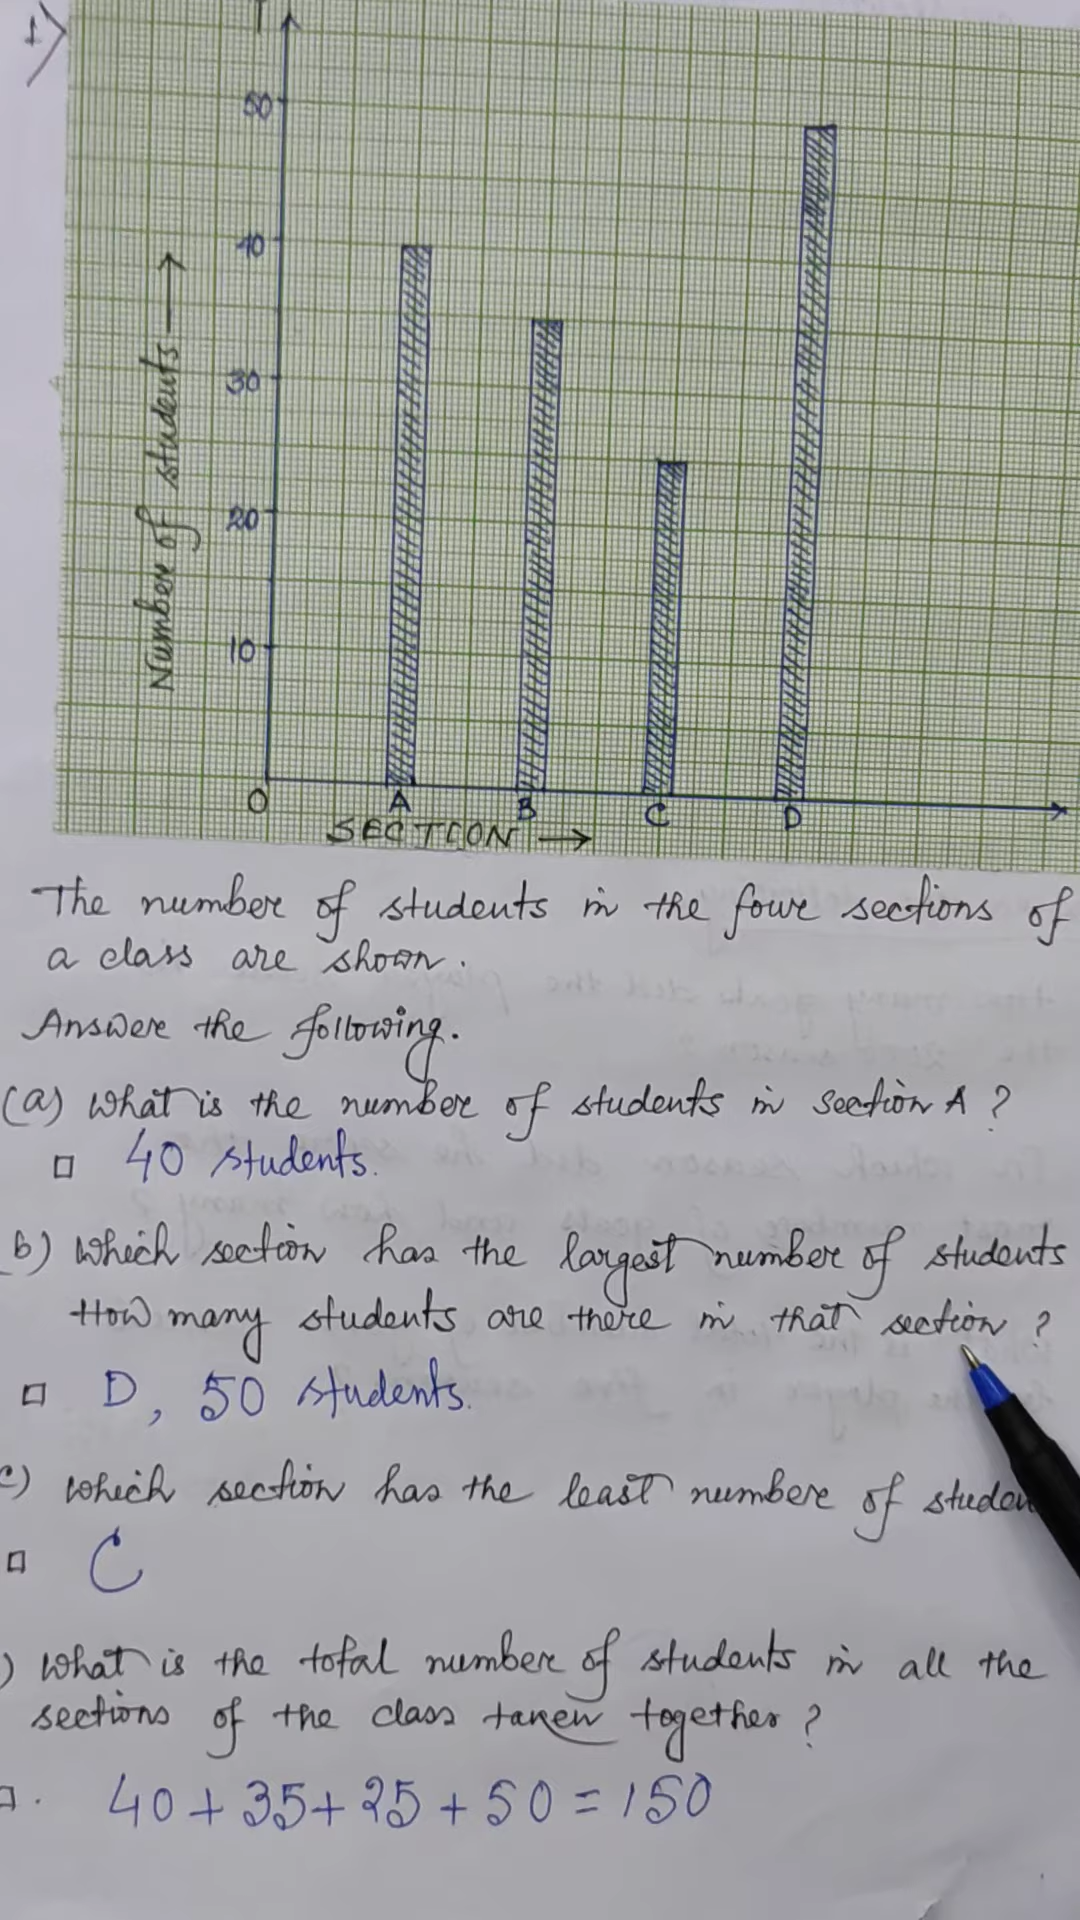 1)
50
40
30
20
10
0
Number of students
A B C D
SECTION
The number of students in the four sections of
a class are shown.
Answer the following.
(a) What is the number of students in section A ?
40 students.
b) Which section has the largest number of students
How many students are there in that section ?
D, 50 students.
c) Which section has the least number of studen
C
) What is the total number of students in all the
sections of the class taken together ?
40 + 35 + 25 + 50 = 150